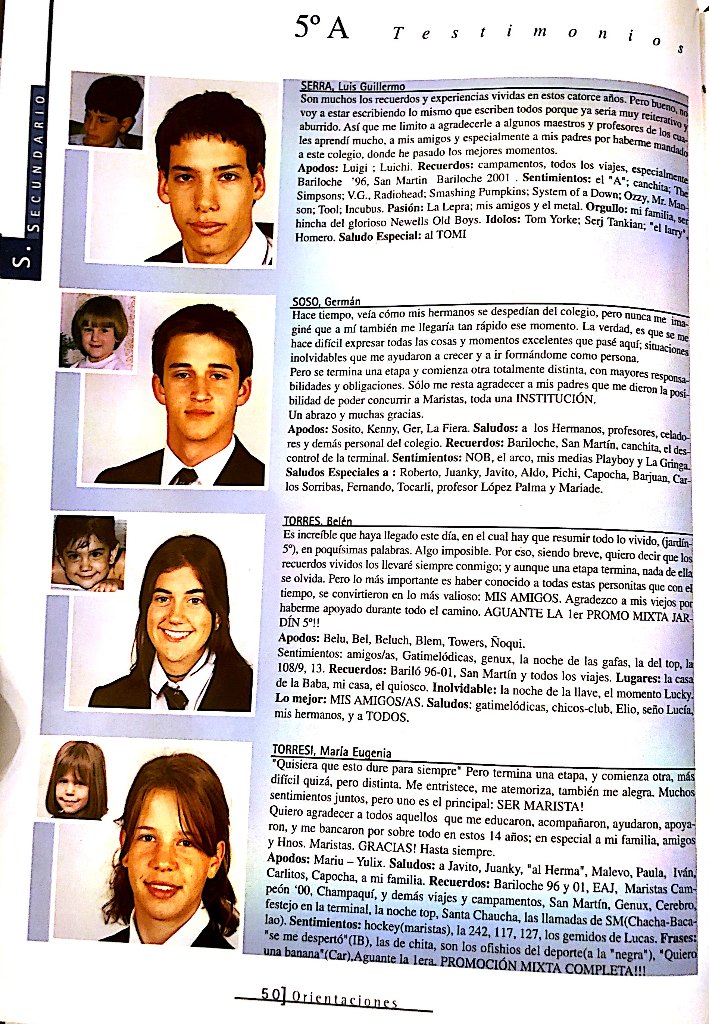 5º A Testimonios
S. SECUNDARIO
SERRA, Luis Guillermo
Son muchos los recuerdos y experiencias vividas en estos catorce años. Pero bueno, no
voy a estar escribiendo lo mismo que escriben todos porque ya sería muy reiterativo y
aburrido. Así que me limito a agradecerle a algunos maestros y profesores de los cua
les aprendí mucho, a mis amigos y especialmente a mis padres por haberme mandado
a este colegio, donde he pasado los mejores momentos.
Apodos: Luigi ; Luichi. Recuerdos: campamentos, todos los viajes, especialmente
Bariloche '96, San Martin Bariloche 2001 . Sentimientos: el "A"; canchita; The
Simpsons; V.G., Radiohead; Smashing Pumpkins; System of a Down; Ozzy, Mr. Man-
son; Tool; Incubus. Pasión: La Lepra; mis amigos y el metal. Orgullo: mi familia, ser
hincha del glorioso Newells Old Boys. Idolos: Tom Yorke; Serj Tankian; "el larry",
Homero. Saludo Especial: al TOMI
SOSO, Germán
Hace tiempo, veía cómo mis hermanos se despedían del colegio, pero nunca me ima-
giné que a mí también me llegaría tan rápido ese momento. La verdad, es que se me
hace difícil expresar todas las cosas y momentos excelentes que pasé aquí; situaciones
inolvidables que me ayudaron a crecer y a ir formándome como persona.
Pero se termina una etapa y comienza otra totalmente distinta, con mayores responsa-
bilidades y obligaciones. Sólo me resta agradecer a mis padres que me dieron la posi-
bilidad de poder concurrir a Maristas, toda una INSTITUCIÓN.
Un abrazo y muchas gracias.
Apodos: Sosito, Kenny, Ger, La Fiera. Saludos: a los Hermanos, profesores, celado-
res y demás personal del colegio. Recuerdos: Bariloche, San Martín, canchita, el des-
control de la terminal. Sentimientos: NOB, el arco, mis medias Playboy y La Gringa.
Saludos Especiales a : Roberto, Juanky, Javito, Aldo, Pichi, Capocha, Barjuan, Car-
los Sorribas, Fernando, Tocarli, profesor López Palma y Mariade.
TORRES, Belén
Es increíble que haya llegado este día, en el cual hay que resumir todo lo vivido, (jardín-
5º), en poquísimas palabras. Algo imposible. Por eso, siendo breve, quiero decir que los
recuerdos vividos los llevaré siempre conmigo; y aunque una etapa termina, nada de ella
se olvida. Pero lo más importante es haber conocido a todas estas personitas que con el
tiempo, se convirtieron en lo más valioso: MIS AMIGOS. Agradezco a mis viejos por
haberme apoyado durante todo el camino. AGUANTE LA 1er PROMO MIXTA JAR-
DÍN 5º!!
Apodos: Belu, Bel, Beluch, Blem, Towers, Ñoqui.
Sentimientos: amigos/as, Gatimelódicas, genux, la noche de las gafas, la del top, la
108/9, 13. Recuerdos: Bariló 96-01, San Martín y todos los viajes. Lugares: la casa
de la Baba, mi casa, el quiosco. Inolvidable: la noche de la llave, el momento Lucky.
Lo mejor: MIS AMIGOS/AS. Saludos: gatimelódicas, chicos-club, Elio, seño Lucía,
mis hermanos, y a TODOS.
TORRESI, María Eugenia
"Quisiera que esto dure para siempre" Pero termina una etapa, y comienza otra, más
difícil quizá, pero distinta. Me entristece, me atemoriza, también me alegra. Muchos
sentimientos juntos, pero uno es el principal: SER MARISTA!
Quiero agradecer a todos aquellos que me educaron, acompañaron, ayudaron, apoya-
ron, y me bancaron por sobre todo en estos 14 años; en especial a mi familia, amigos
y Hnos. Maristas. GRACIAS! Hasta siempre.
Apodos: Mariu – Yulix. Saludos: a Javito, Juanky, "al Herma", Malevo, Paula, Iván,
Carlitos, Capocha, a mi familia. Recuerdos: Bariloche 96 y 01, EAJ, Maristas Cam-
peón '00, Champaquí, y demás viajes y campamentos, San Martín, Genux, Cerebro,
festejo en la terminal, la noche top, Santa Chaucha, las llamadas de SM(Chacha-Baca-
lao). Sentimientos: hockey(maristas), la 242, 117, 127, los gemidos de Lucas. Frases:
"se me despertó"(IB), las de chita, son los ofishios del deporte(a la "negra"), "Quiero
una banana"(Car),Aguante la 1era. PROMOCIÓN MIXTA COMPLETA!!!
50] Orientaciones